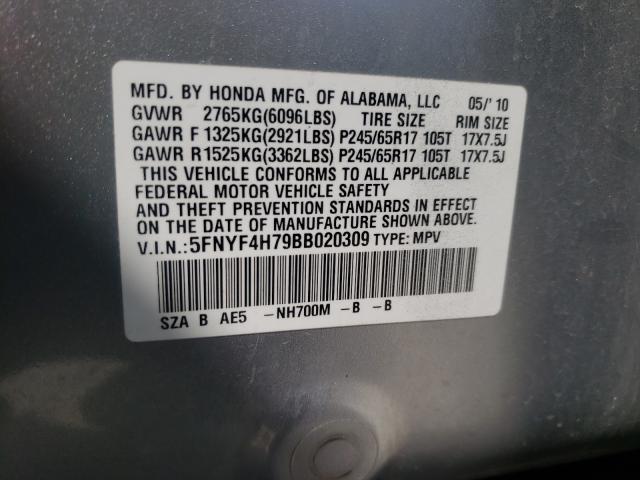 MFD. BY HONDA MFG. OF ALABAMA, LLC 05/'10
GVWR 2765KG(6096LBS) TIRE SIZE RIM SIZE
GAWR F 1325KG(2921LBS) P245/65R17 105T 17X7.5J
GAWR R1525KG(3362LBS) P245/65R17 105T 17X7.5J
THIS VEHICLE CONFORMS TO ALL APPLICABLE
FEDERAL MOTOR VEHICLE SAFETY
AND THEFT PREVENTION STANDARDS IN EFFECT
ON THE DATE OF MANUFACTURE SHOWN ABOVE.
V.I.N.:5FNYF4H79BB020309 TYPE: MPV
SZA B AE5 -NH700M -B -B